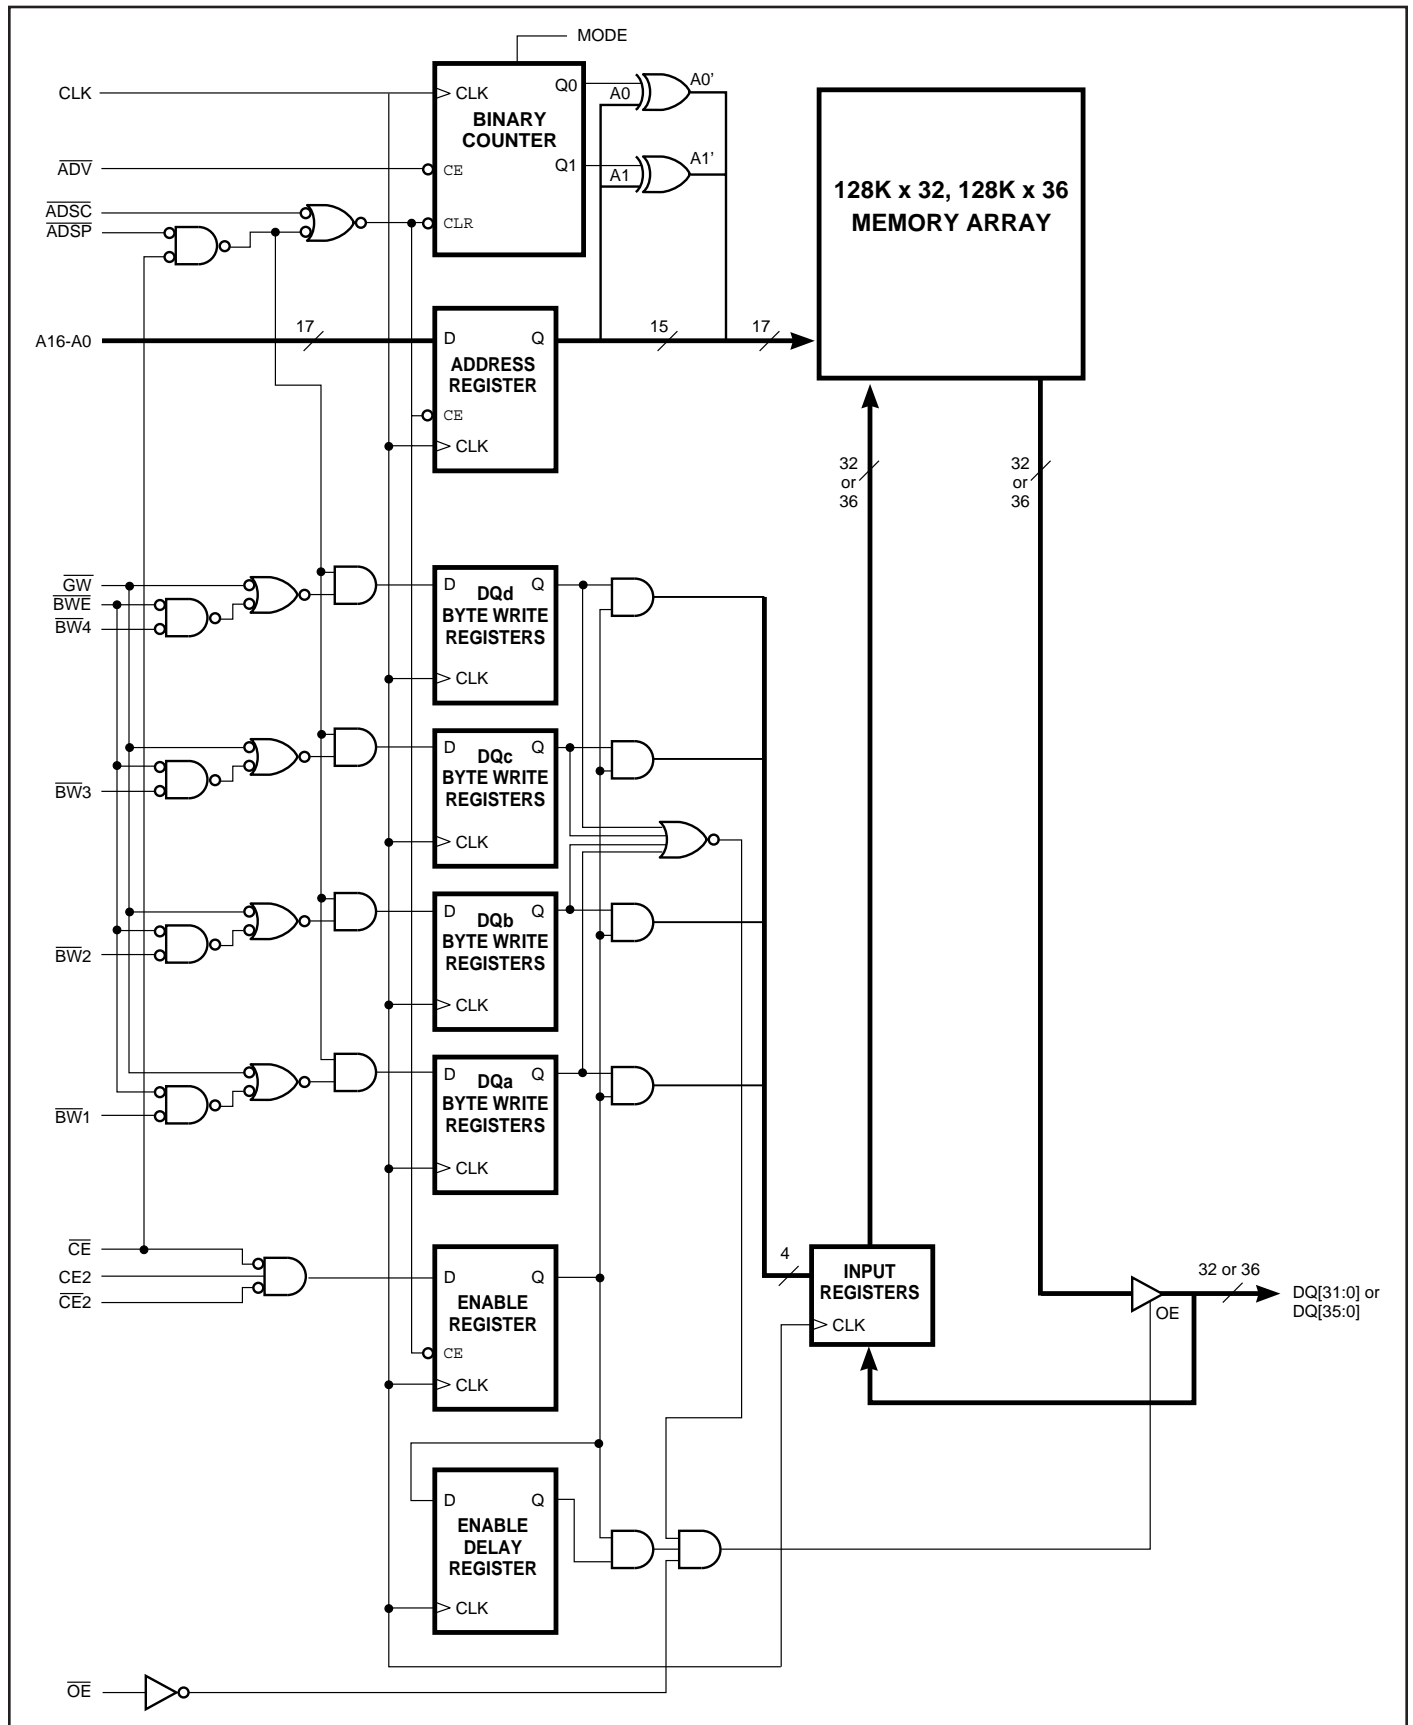 MODE
CLK
CLK
Q0
A0
A0'
BINARY
COUNTER
ADV
CE
Q1
A1
A1'
ADSC
ADSP
CLR
128K x 32, 128K x 36
MEMORY ARRAY
A16-A0
17
D
Q
15
17
ADDRESS
REGISTER
CE
CLK
32
or
36
32
or
36
GW
BWE
BW4
D
Q
DQd
BYTE WRITE
REGISTERS
CLK
BW3
D
Q
DQc
BYTE WRITE
REGISTERS
CLK
BW2
D
Q
DQb
BYTE WRITE
REGISTERS
CLK
BW1
D
Q
DQa
BYTE WRITE
REGISTERS
CLK
CE
CE2
CE2
D
Q
ENABLE
REGISTER
CE
CLK
4
INPUT
REGISTERS
CLK
32 or 36
OE
DQ[31:0] or
DQ[35:0]
D
Q
ENABLE
DELAY
REGISTER
CLK
OE